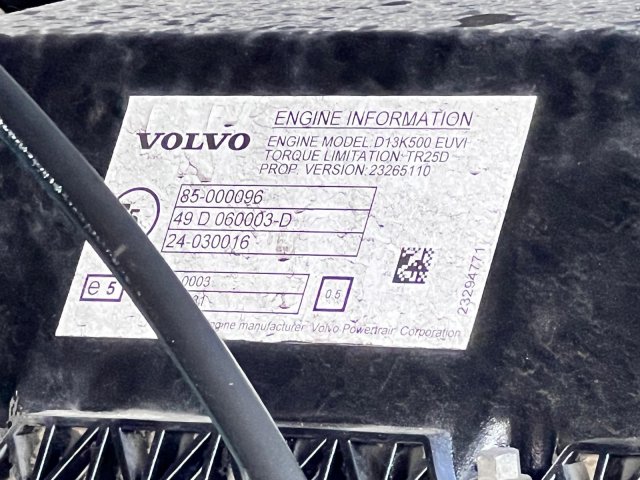 VOLVO
ENGINE INFORMATION
ENGINE MODEL: D13K500 EUVI
TORQUE LIMITATION: TR25D
PROP. VERSION: 23265110
85-000096
49 D 060003-D
24-030016
e 5
0003
0.5
manufacturer Volvo Powertrain Corporation
23294771